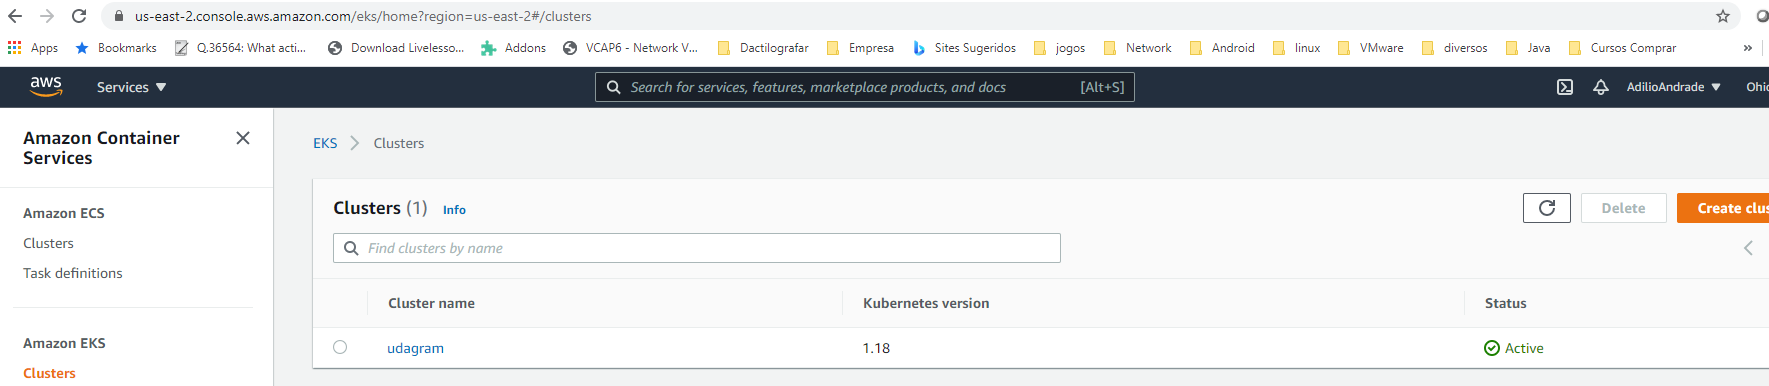 us-east-2.console.aws.amazon.com/eks/home?region=us-east-2#/clusters
Apps Bookmarks Q.36564: What acti... Download Livelesso... Addons VCAP6 - Network V... Dactilografar Empresa Sites Sugeridos jogos Network Android linux VMware diversos Java Cursos Comprar »
aws Services Search for services, features, marketplace products, and docs [Alt+S] AdilioAndrade Ohio
Amazon Container
Services
Amazon ECS
Clusters
Task definitions
Amazon EKS
Clusters
EKS Clusters
Clusters (1) Info Delete Create clus
Find clusters by name
Cluster name Kubernetes version Status
udagram 1.18 Active